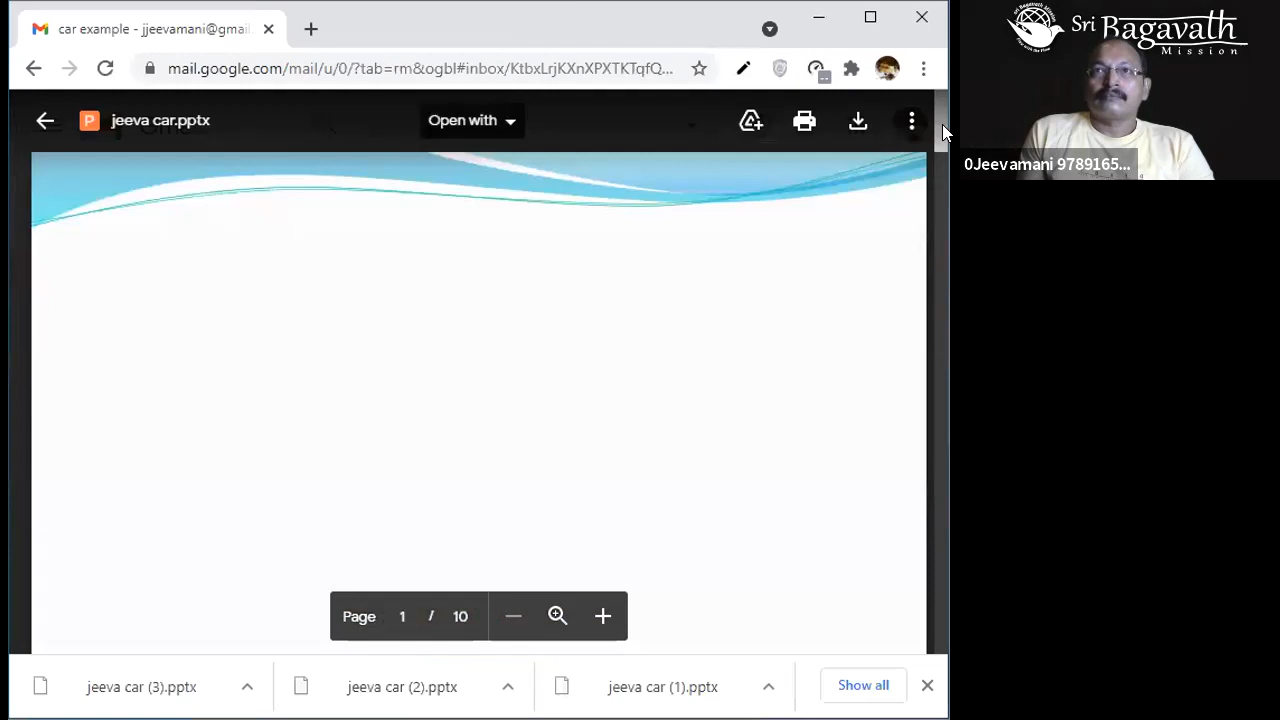 car example - jjeevamani@gmail.
mail.google.com/mail/u/0/?tab=rm&ogbl#inbox/KtbxLrjKXnXPXTKTqfQ...
P jeeva car.pptx
Open with
Page 1 / 10
jeeva car (3).pptx
jeeva car (2).pptx
jeeva car (1).pptx
Show all
Sri Bagavath
Mission
0Jeevamani 9789165...